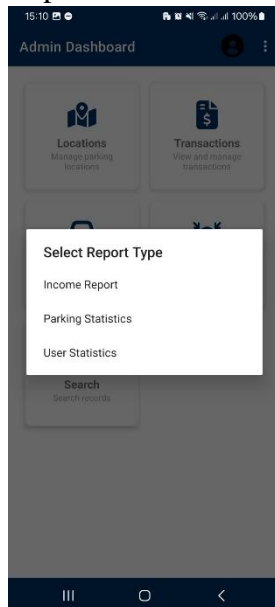 15:10 100%
Admin Dashboard
Locations
Manage parking
locations
Transactions
View and manage
transactions
Select Report Type
Income Report
Parking Statistics
User Statistics
Search
Search records